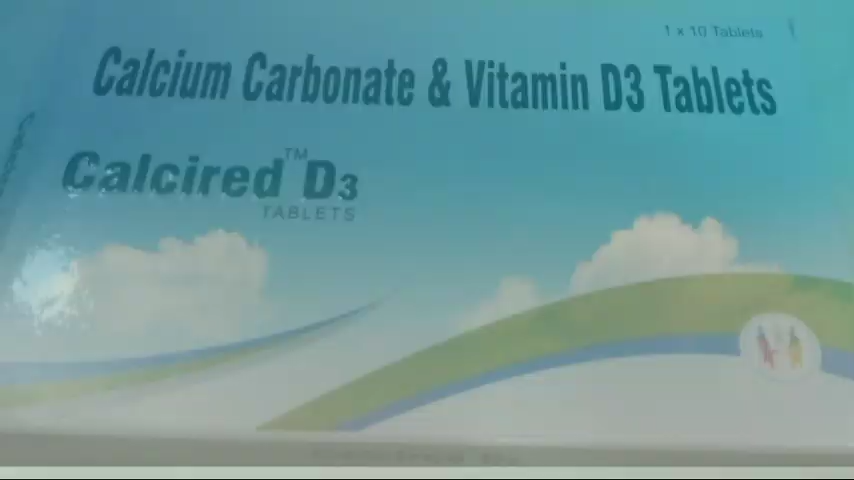 1 x 10 Tablets
Calcium Carbonate & Vitamin D3 Tablets
Calcired™ D3
TABLETS